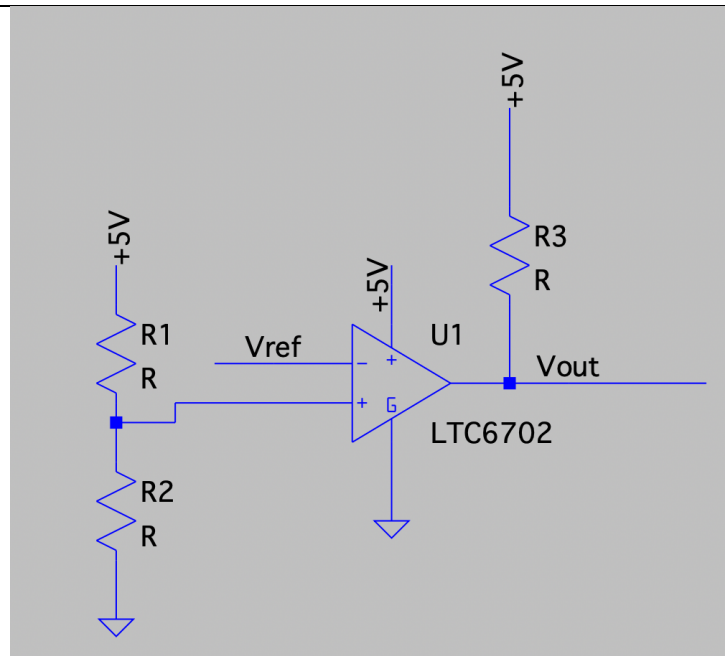 +5V
+5V
R3
R
+5V
R1
R
Vref
U1
Vout
LTC6702
R2
R
- 
+
+
G